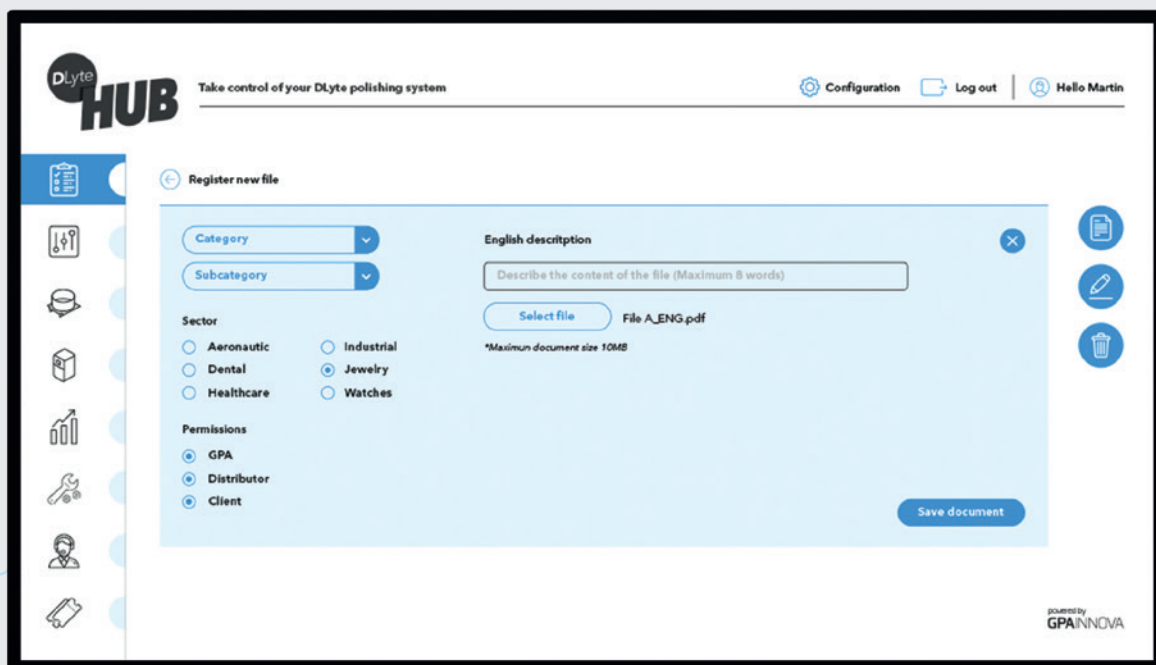 DLyte
HUB
Take control of your DLyte polishing system
Configuration
Log out
Hello Martin
Register new file
Category
Subcategory
Sector
Aeronautic
Industrial
Dental
Jewelry
Healthcare
Watches
Permissions
GPA
Distributor
Client
English descritption
Describe the content of the file (Maximum 8 words)
Select file
File A_ENG.pdf
*Maximun document size 10MB
Save document
powered by
GPAINNOVA